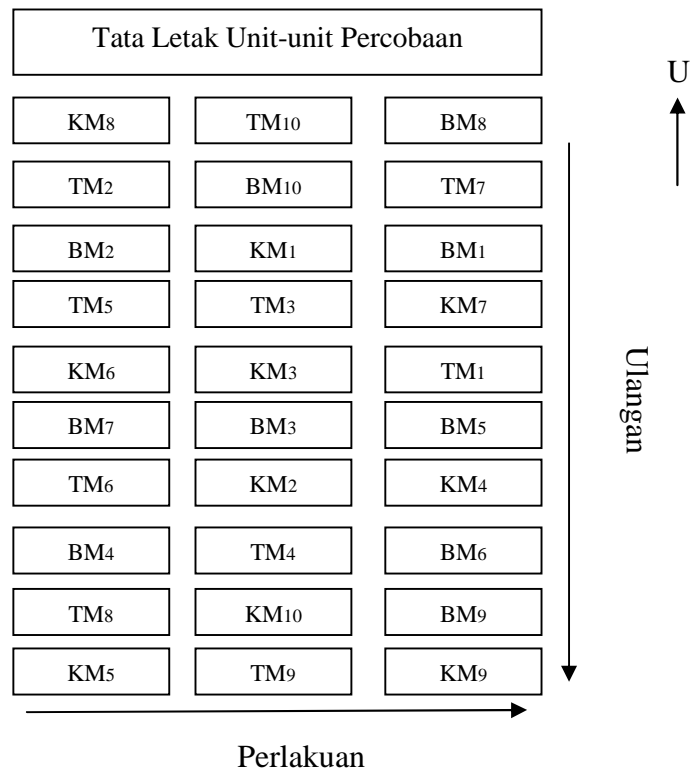 Tata Letak Unit-unit Percobaan
U
KM8 TM10 BM8
TM2 BM10 TM7
BM2 KM1 BM1
TM5 TM3 KM7
KM6 KM3 TM1
BM7 BM3 BM5
TM6 KM2 KM4
BM4 TM4 BM6
TM8 KM10 BM9
KM5 TM9 KM9
Ulangan
Perlakuan